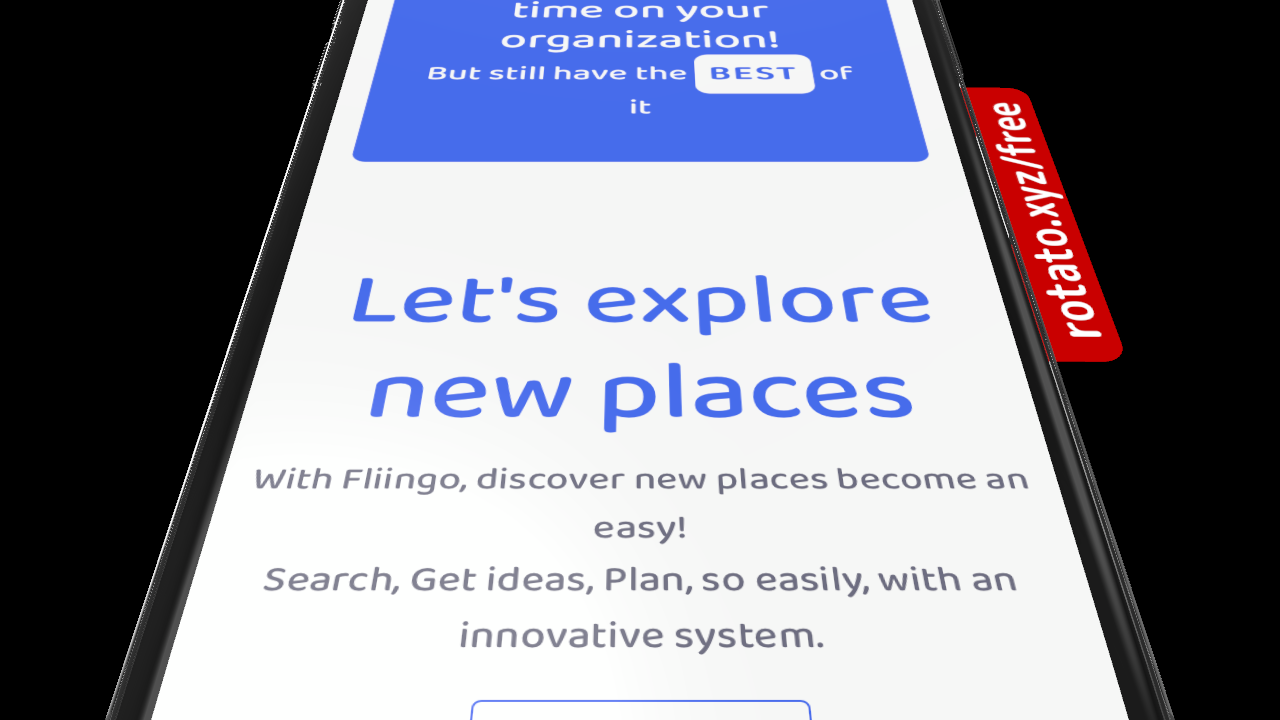 time on your
organization!
But still have the BEST of
it
Let's explore
new places
With Fliingo, discover new places become an
easy!
Search, Get ideas, Plan, so easily, with an
innovative system.
rotato.xyz/free